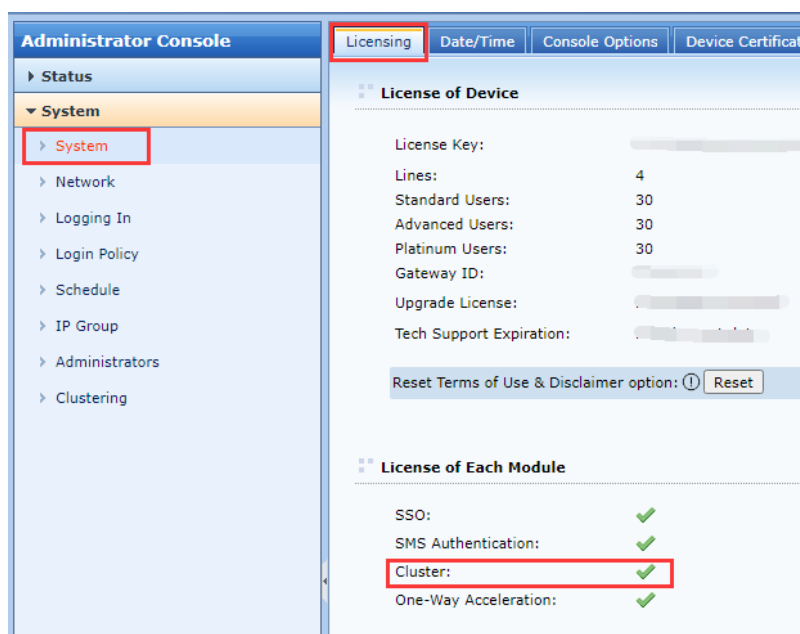 Administrator Console
Status
System
System
Network
Logging In
Login Policy
Schedule
IP Group
Administrators
Clustering
Licensing Date/Time Console Options Device Certificat
License of Device
License Key:
Lines: 4
Standard Users: 30
Advanced Users: 30
Platinum Users: 30
Gateway ID:
Upgrade License:
Tech Support Expiration:
Reset Terms of Use & Disclaimer option: Reset
License of Each Module
SSO:
SMS Authentication:
Cluster:
One-Way Acceleration: